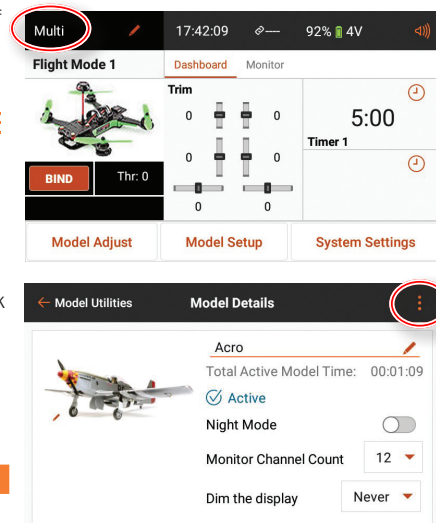 Multi 17:42:09 ---- 92% 4V
Flight Mode 1 Dashboard Monitor
Trim
0 0 5:00
Timer 1
0 0
BIND Thr: 0
0 0
Model Adjust Model Setup System Settings
Model Utilities Model Details
Acro
Total Active Model Time: 00:01:09
Active
Night Mode
Monitor Channel Count 12
Dim the display Never